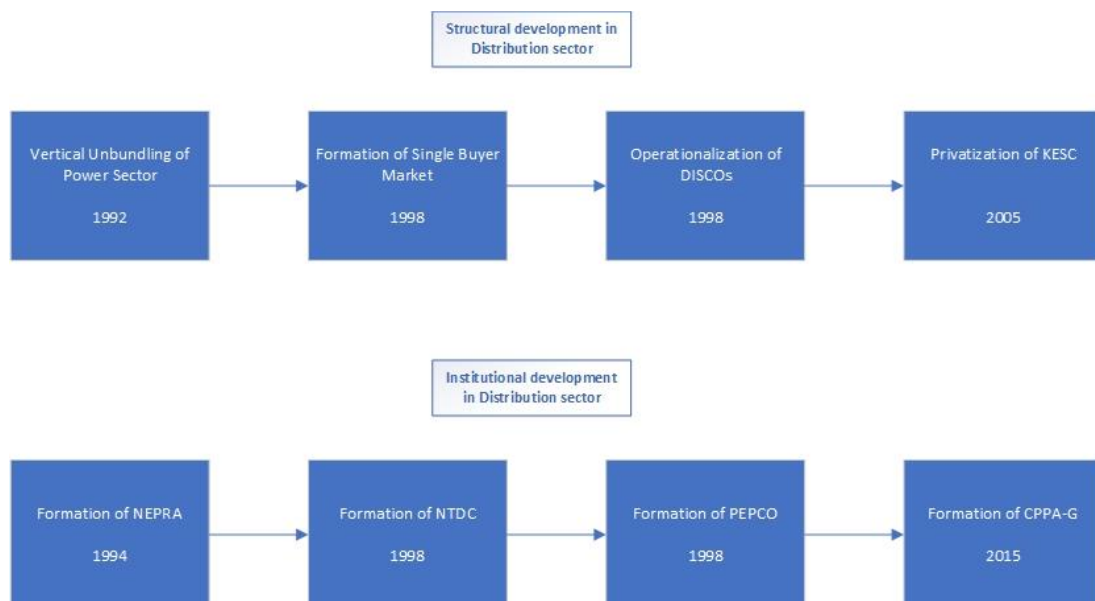 Structural development in
Distribution sector
Vertical Unbundling of
Power Sector
1992
Formation of Single Buyer
Market
1998
Operationalization of
DISCOs
1998
Privatization of KESC
2005
Institutional development
in Distribution sector
Formation of NEPRA
1994
Formation of NTDC
1998
Formation of PEPCO
1998
Formation of CPPA-G
2015